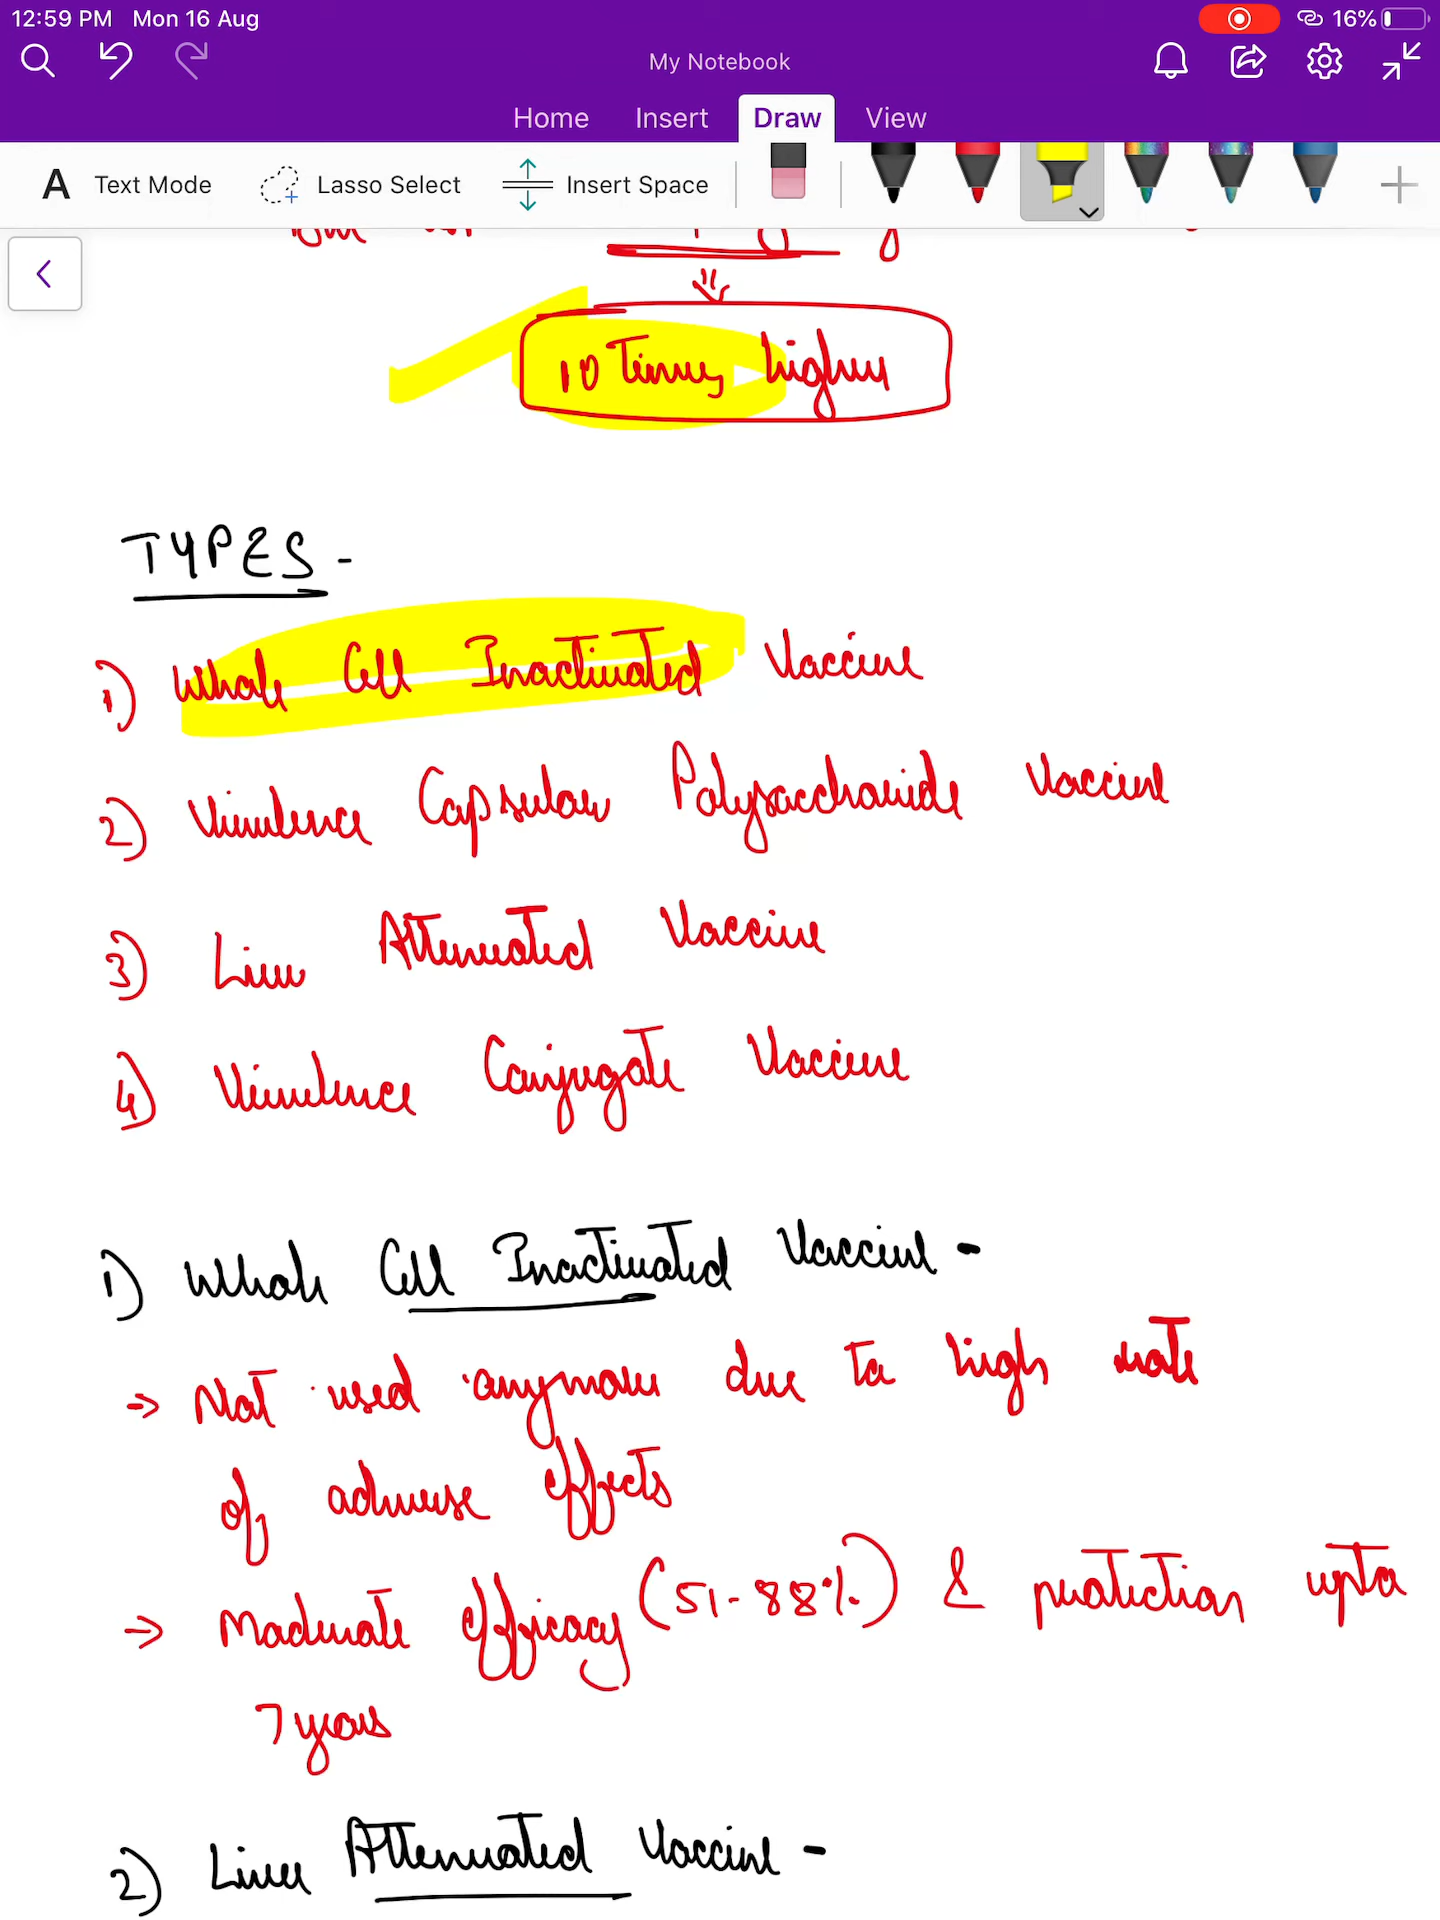 12:59 PM Mon 16 Aug 16%
My Notebook
Home Insert Draw View
A Text Mode Lasso Select Insert Space
10 Times higher
TYPES -
1) Whole Cell Inactivated Vaccine
2) Virulence Capsular Polysaccharide Vaccine
3) Live Attenuated Vaccine
4) Virulence Conjugate Vaccine
1) Whole Cell Inactivated Vaccine -
→ Not used anymore due to high rate
of adverse effects
→ Moderate efficacy (51-88%) & protection upto
7 years
2) Live Attenuated Vaccine -